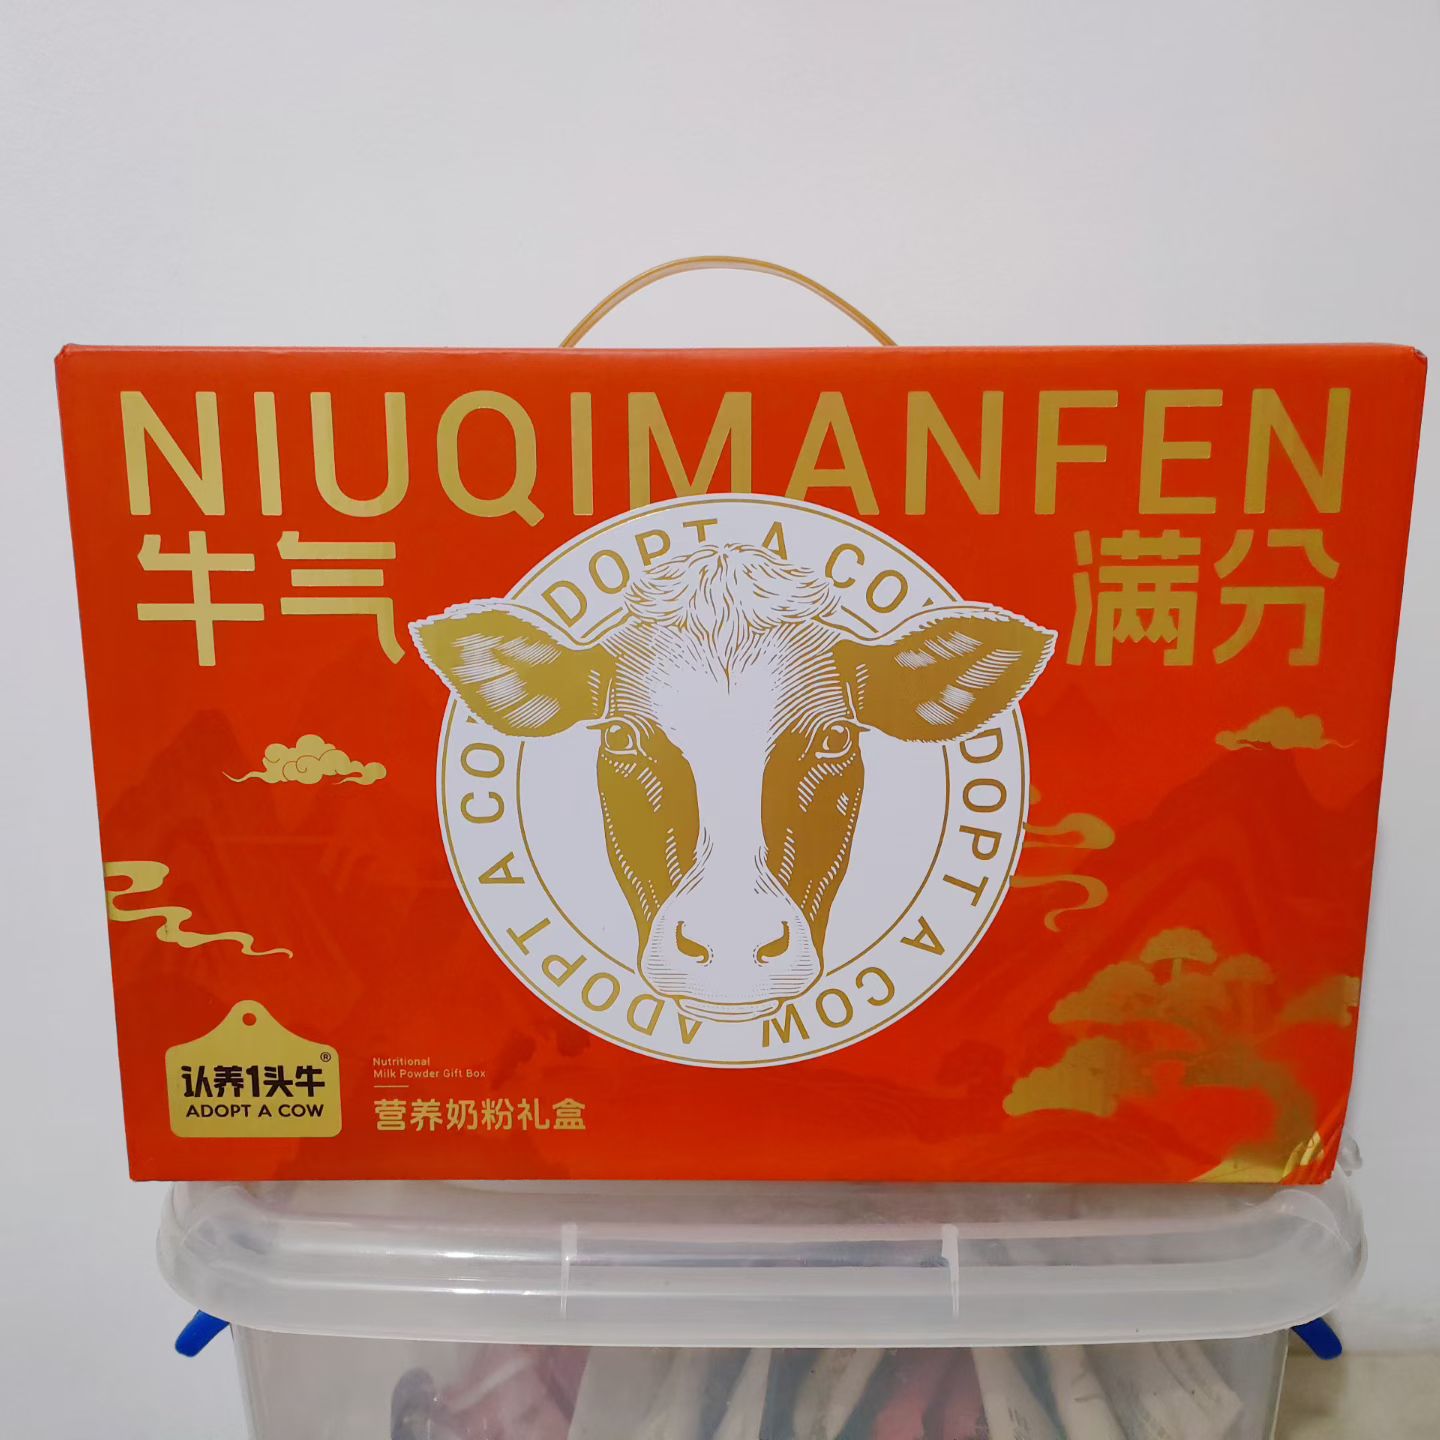 NIUQIMANFEN
牛气 满分
ADOPT A COW
ADOPT A COW
ADOPT A COW
认养1头牛®
ADOPT A COW
Nutritional
Milk Powder Gift Box
营养奶粉礼盒